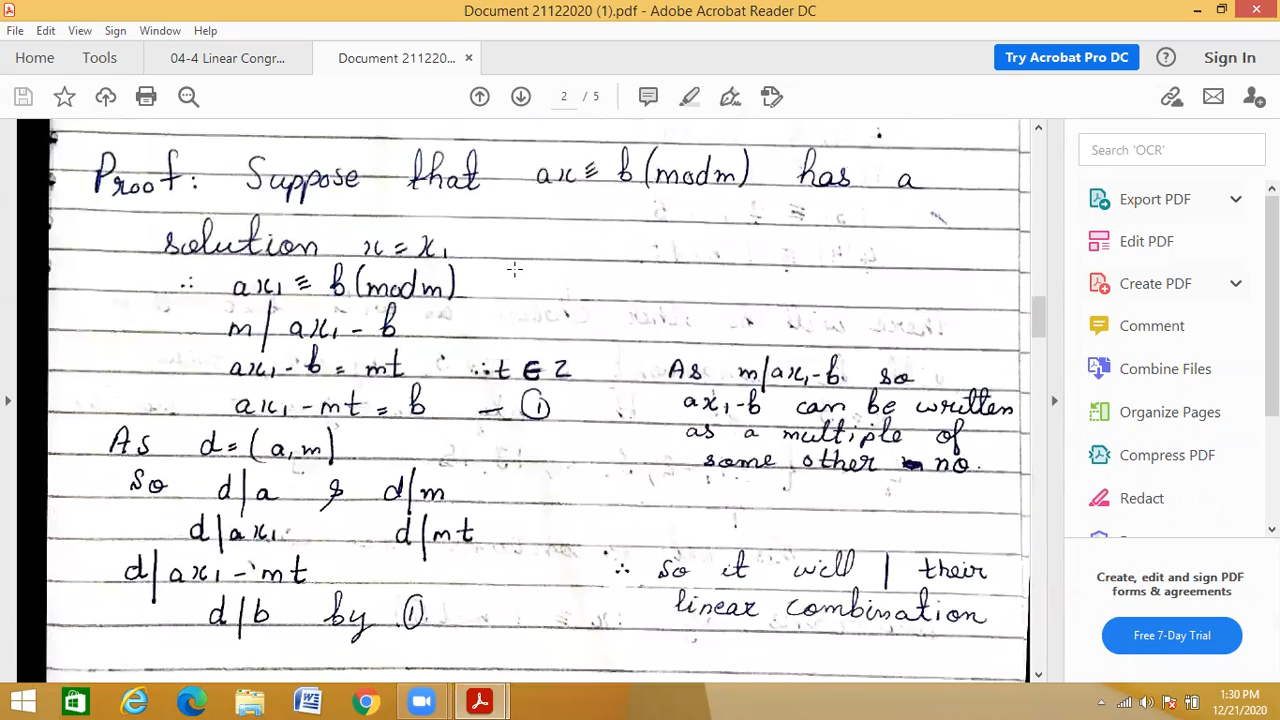 Document 21122020 (1).pdf - Adobe Acrobat Reader DC
File Edit View Sign Window Help
Home Tools 04-4 Linear Congr... Document 211220... ×
Try Acrobat Pro DC Sign In
2 / 5
Proof: Suppose that ax ≡ b (mod m) has a
solution x = x₁
∴ ax₁ ≡ b (mod m)
m | ax₁ - b
ax₁ - b = mt ∴ t ∈ Z
ax₁ - mt = b — ①
As m/ax₁-b so
ax₁-b can be written
as a multiple of
some other no.
As d = (a, m)
So d | a & d | m
d | ax₁ d | mt
d | ax₁ - mt
d | b by ①
∴ so it will | their
linear combination
Search 'OCR'
Export PDF
Edit PDF
Create PDF
Comment
Combine Files
Organize Pages
Compress PDF
Redact
Create, edit and sign PDF
forms & agreements
Free 7-Day Trial
1:30 PM
12/21/2020